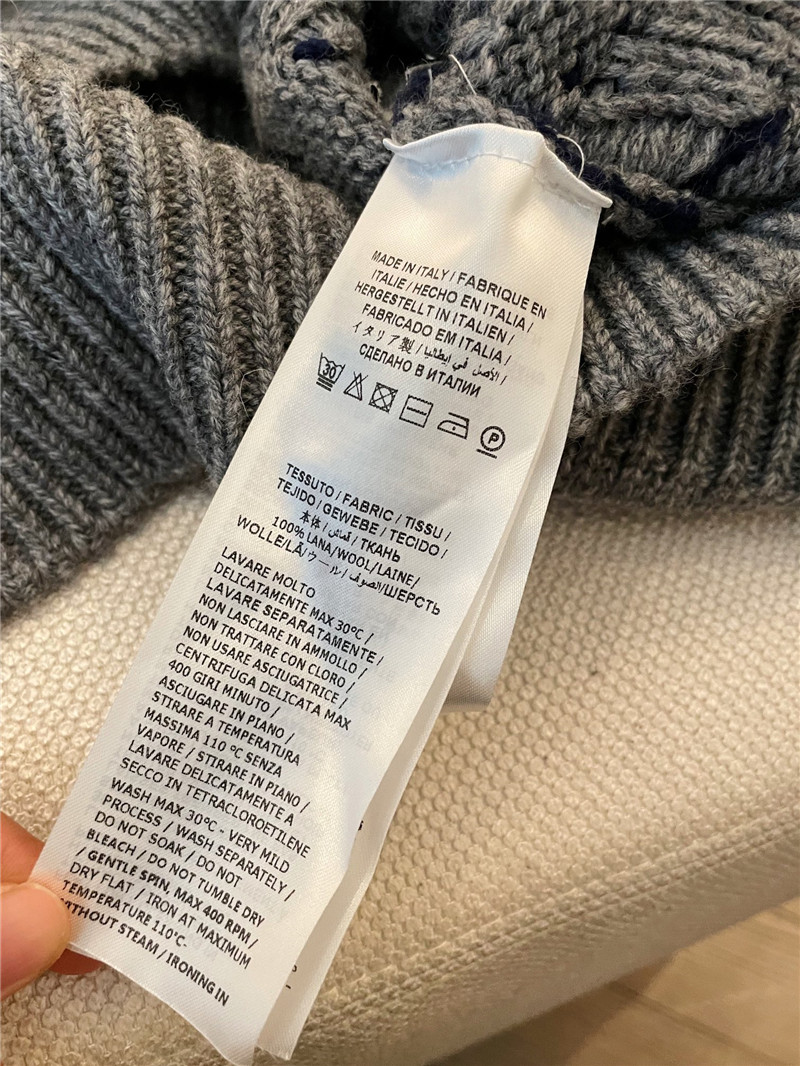 MADE IN ITALY / FABRIQUE EN
ITALIE / HECHO EN ITALIA /
HERGESTELLT IN ITALIEN /
FABRICADO EM ITALIA /
イタリア製 / الأصل في إيطاليا /
СДЕЛАНО В ИТАЛИИ
30 P
TESSUTO / FABRIC / TISSU /
TEJIDO / GEWEBE / TECIDO /
本体 / قماش / ТКАНЬ
100% LANA/WOOL/LAINE/
WOLLE/LÃ/ウール/الصوف/ШЕРСТЬ
LAVARE MOLTO
DELICATAMENTE MAX 30°C /
LAVARE SEPARATAMENTE /
NON LASCIARE IN AMMOLLO /
NON TRATTARE CON CLORO /
NON USARE ASCIUGATRICE /
CENTRIFUGA DELICATA MAX
400 GIRI MINUTO /
ASCIUGARE IN PIANO /
STIRARE A TEMPERATURA
MASSIMA 110 °C SENZA
VAPORE / STIRARE IN PIANO /
LAVARE DELICATAMENTE A
SECCO IN TETRACLOROETILENE
WASH MAX 30°C - VERY MILD
PROCESS / WASH SEPARATELY /
DO NOT SOAK / DO NOT
BLEACH / DO NOT TUMBLE DRY
/ GENTLE SPIN, MAX 400 RPM /
DRY FLAT / IRON AT MAXIMUM
TEMPERATURE 110°C-
WITHOUT STEAM / IRONING IN